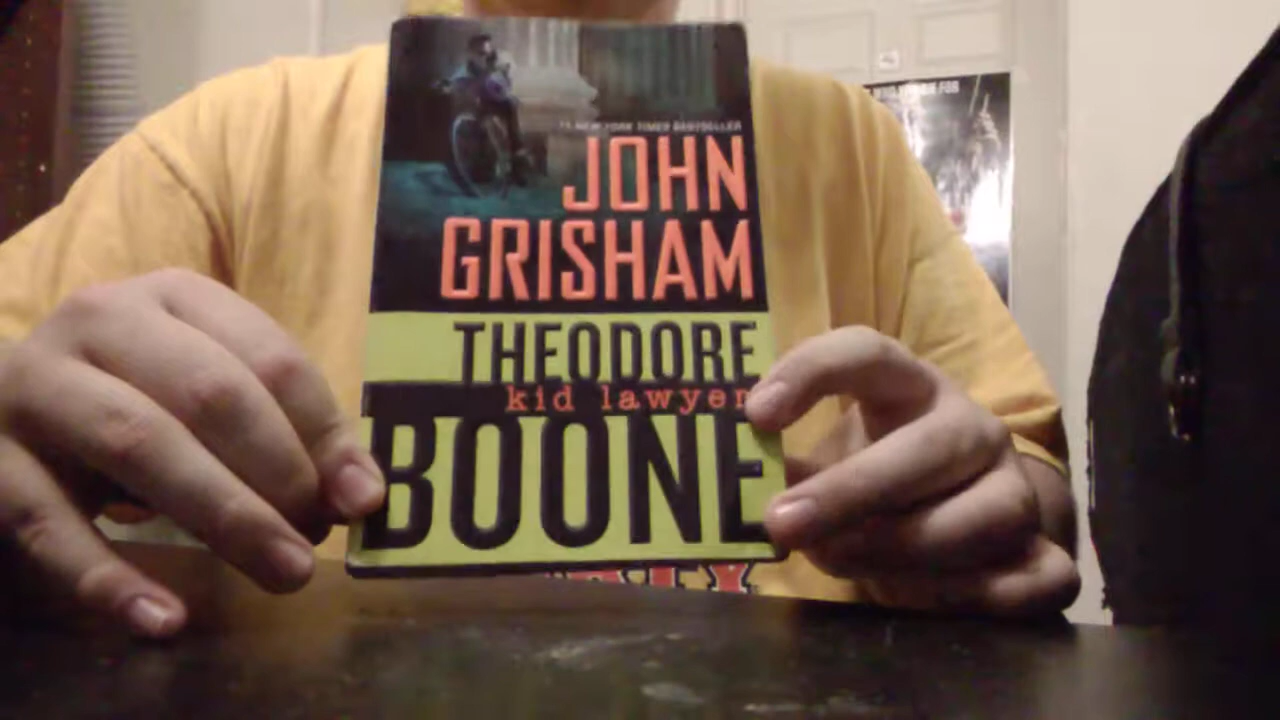 #1 NEW YORK TIMES BESTSELLER
JOHN
GRISHAM
THEODORE
kid lawyer
BOONE